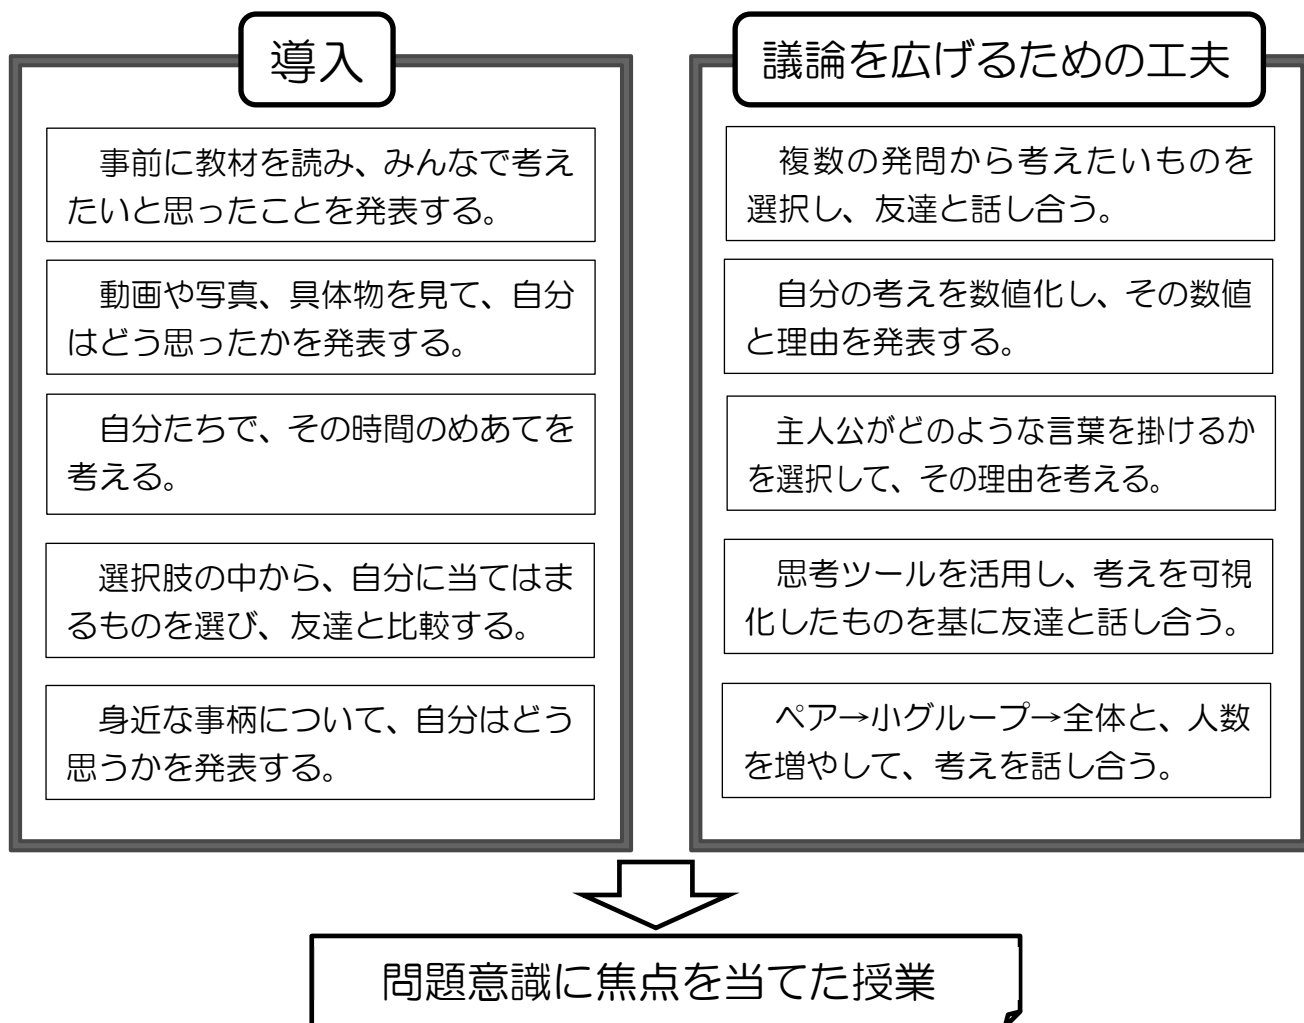 導入
事前に教材を読み、みんなで考え
たいと思ったことを発表する。
動画や写真、具体物を見て、自分
はどう思ったかを発表する。
自分たちで、その時間のめあてを
考える。
選択肢の中から、自分に当てはま
るものを選び、友達と比較する。
身近な事柄について、自分はどう
思うかを発表する。
議論を広げるための工夫
複数の発問から考えたいものを
選択し、友達と話し合う。
自分の考えを数値化し、その数値
と理由を発表する。
主人公がどのような言葉を掛けるか
を選択して、その理由を考える。
思考ツールを活用し、考えを可視
化したものを基に友達と話し合う。
ペア→小グループ→全体と、人数
を増やして、考えを話し合う。
問題意識に焦点を当てた授業